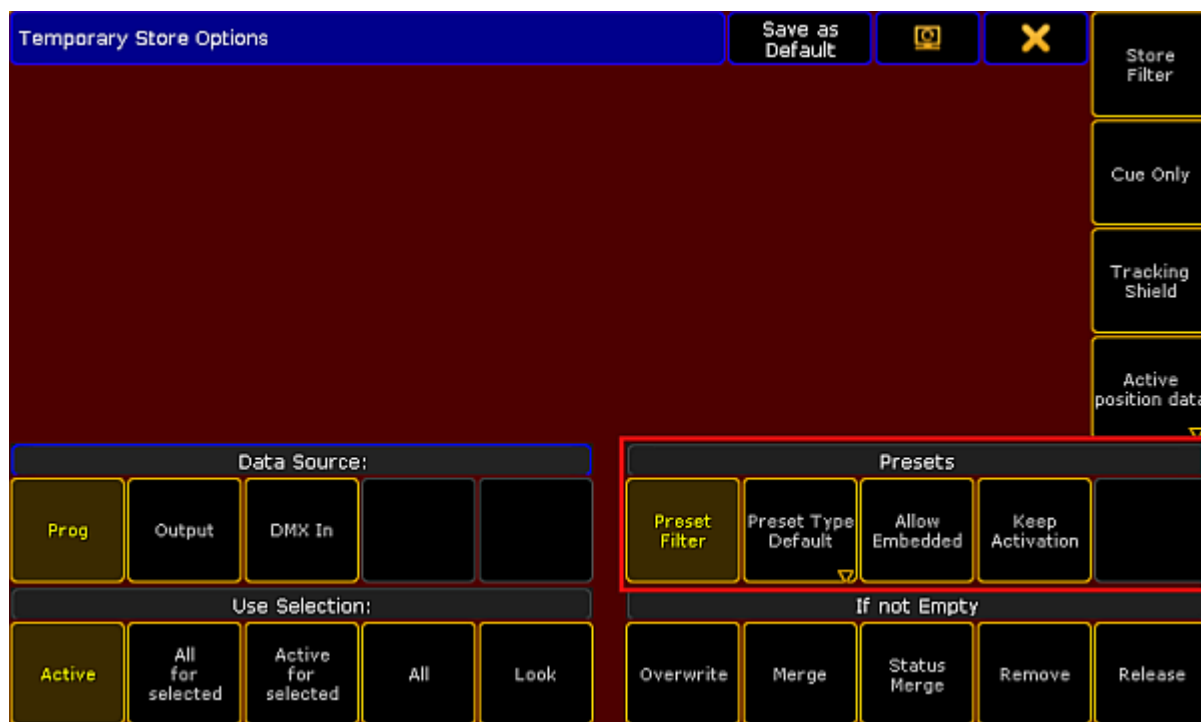 Temporary Store Options
Save as
Default
Store
Filter
Cue Only
Tracking
Shield
Active
position data
Data Source:
Prog
Output
DMX In
Presets
Preset
Filter
Preset Type
Default
Allow
Embedded
Keep
Activation
Use Selection:
Active
All
for
selected
Active
for
selected
All
Look
If not Empty
Overwrite
Merge
Status
Merge
Remove
Release